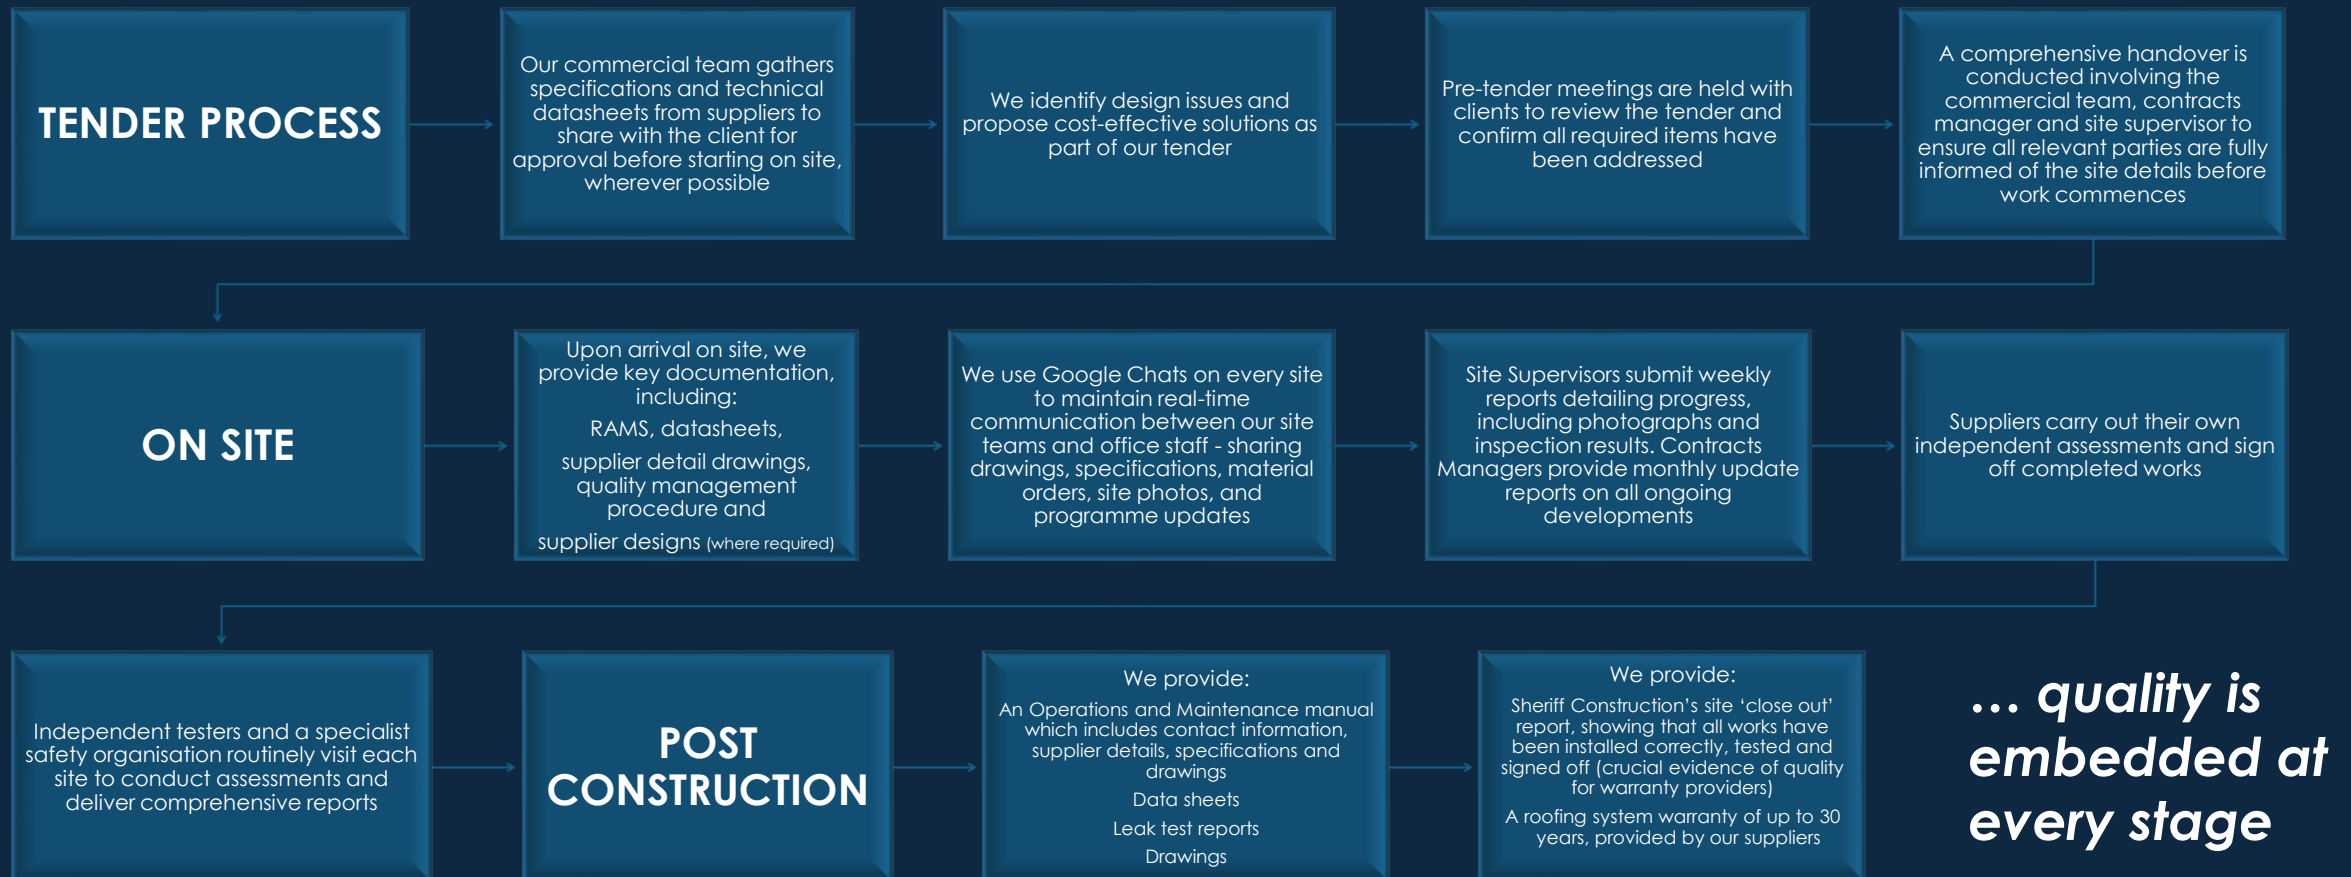 TENDER PROCESS
Our commercial team gathers
specifications and technical
datasheets from suppliers to
share with the client for
approval before starting on site,
wherever possible
We identify design issues and
propose cost-effective solutions as
part of our tender
Pre-tender meetings are held with
clients to review the tender and
confirm all required items have
been addressed
A comprehensive handover is
conducted involving the
commercial team, contracts
manager and site supervisor to
ensure all relevant parties are fully
informed of the site details before
work commences
ON SITE
Upon arrival on site, we
provide key documentation,
including:
RAMS, datasheets,
supplier detail drawings,
quality management
procedure and
supplier designs (where required)
We use Google Chats on every site
to maintain real-time
communication between our site
teams and office staff - sharing
drawings, specifications, material
orders, site photos, and
programme updates
Site Supervisors submit weekly
reports detailing progress,
including photographs and
inspection results. Contracts
Managers provide monthly update
reports on all ongoing
developments
Suppliers carry out their own
independent assessments and sign
off completed works
Independent testers and a specialist
safety organisation routinely visit each
site to conduct assessments and
deliver comprehensive reports
POST
CONSTRUCTION
We provide:
An Operations and Maintenance manual
which includes contact information,
supplier details, specifications and
drawings
Data sheets
Leak test reports
Drawings
We provide:
Sheriff Construction’s site ‘close out’
report, showing that all works have
been installed correctly, tested and
signed off (crucial evidence of quality
for warranty providers)
A roofing system warranty of up to 30
years, provided by our suppliers
... quality is
embedded at
every stage